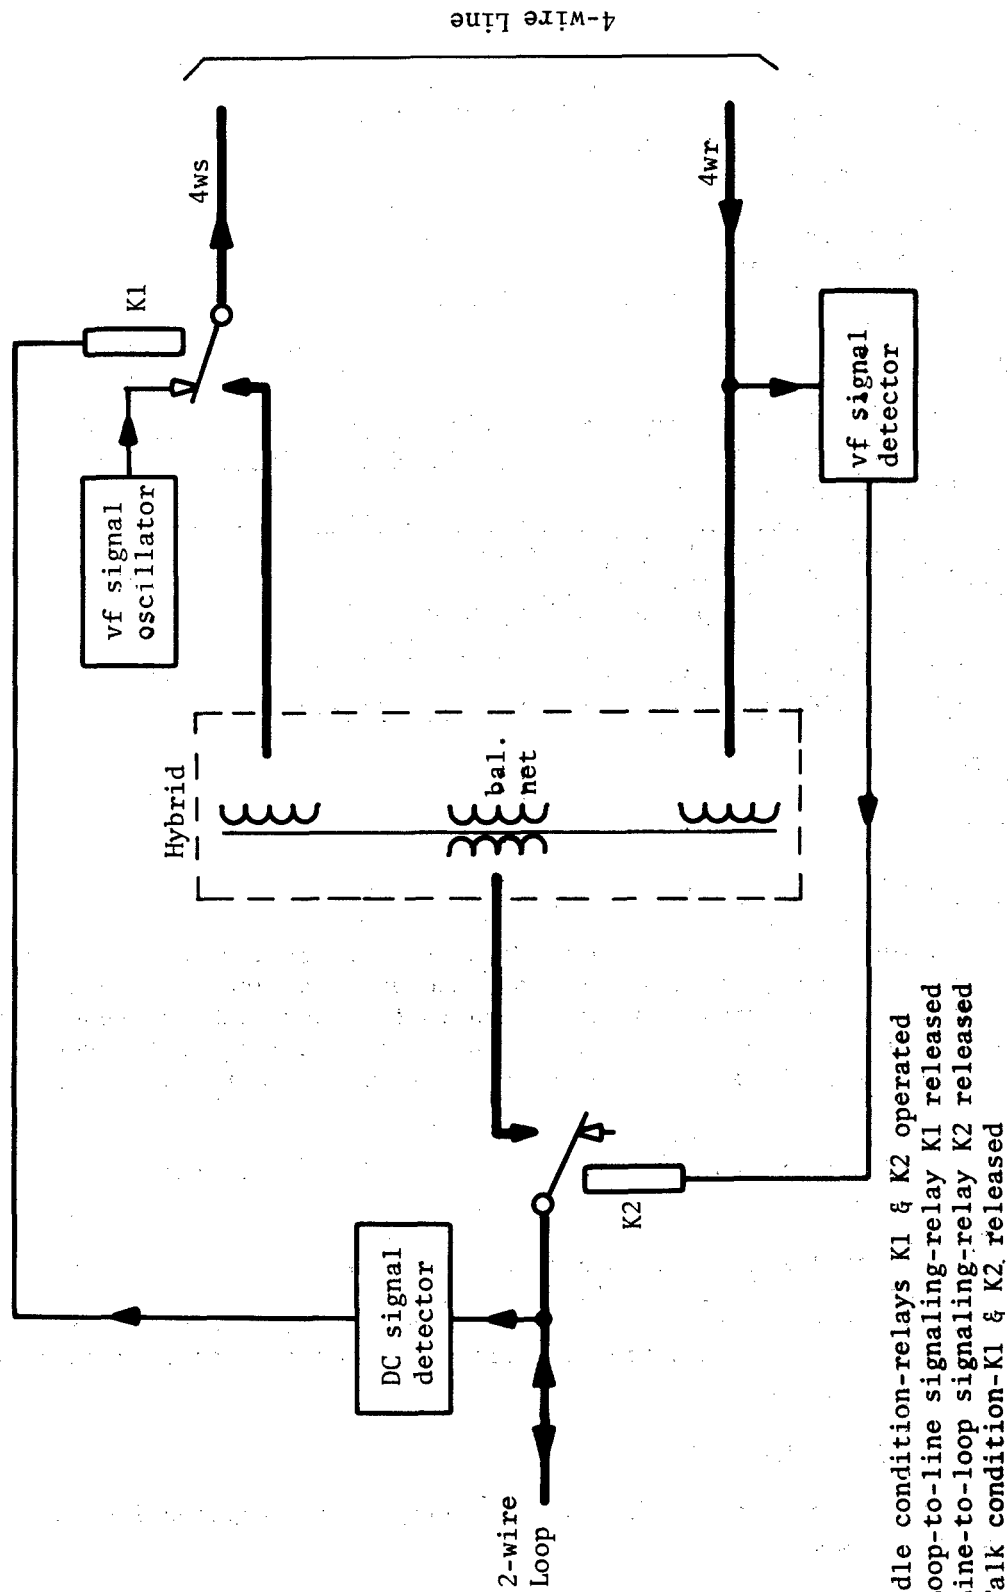 4-wire Line
4ws
K1
vf signal
oscillator
4wr
vf signal
detector
Hybrid
bal.
net
K2
DC signal
detector
2-wire
Loop
dle condition-relays K1 & K2 operated
oop-to-line signaling-relay K1 released
ine-to-loop signaling-relay K2 released
alk condition-K1 & K2 released